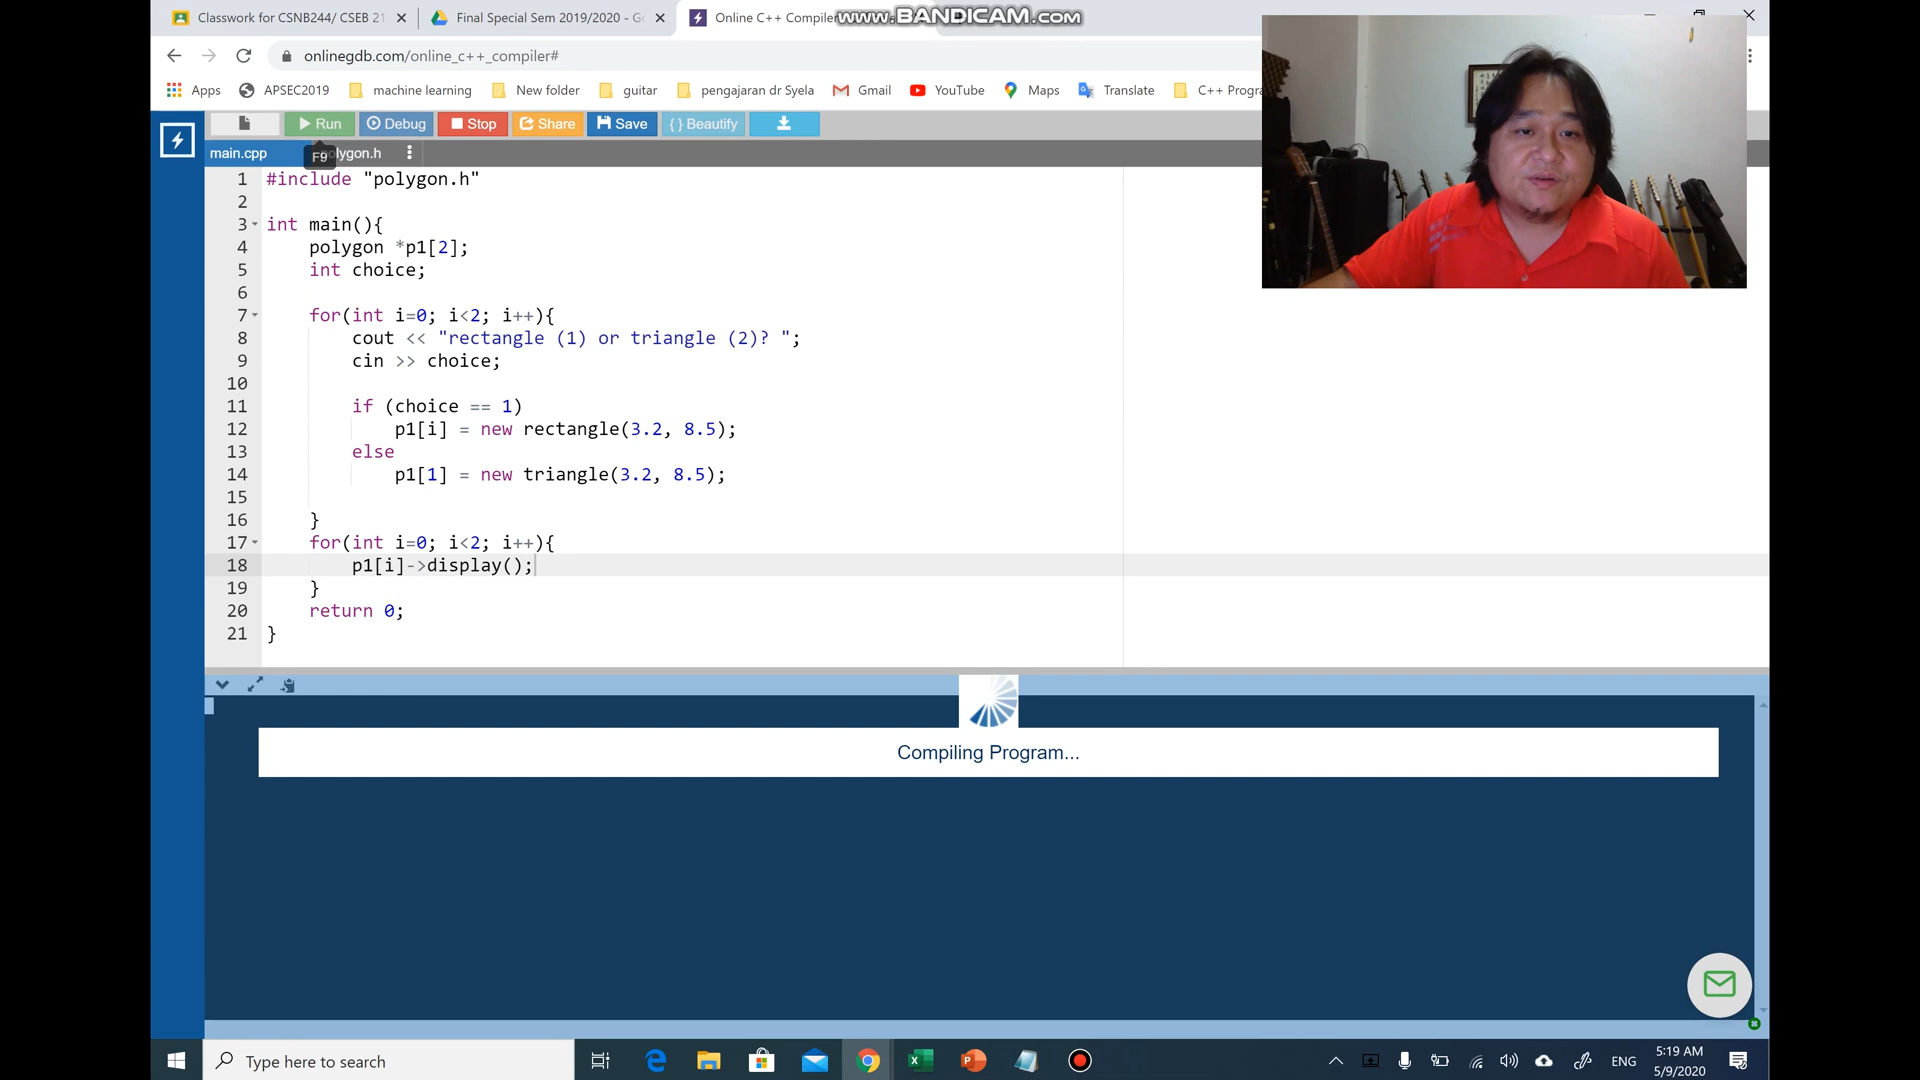 Classwork for CSNB244/ CSEB 21
Final Special Sem 2019/2020 - Go
Online C++ Compiler
www.BANDICAM.com
onlinegdb.com/online_c++_compiler#
Apps
APSEC2019
machine learning
New folder
guitar
pengajaran dr Syela
Gmail
YouTube
Maps
Translate
C++ Progra
Run
Debug
Stop
Share
Save
{ } Beautify
main.cpp
F9
olygon.h
1 #include "polygon.h"
2
3 int main(){
4 polygon *p1[2];
5 int choice;
6
7 for(int i=0; i<2; i++){
8 cout << "rectangle (1) or triangle (2)? ";
9 cin >> choice;
10
11 if (choice == 1)
12 p1[i] = new rectangle(3.2, 8.5);
13 else
14 p1[1] = new triangle(3.2, 8.5);
15
16 }
17 for(int i=0; i<2; i++){
18 p1[i]->display();
19 }
20 return 0;
21 }
Compiling Program...
Type here to search
ENG
5:19 AM
5/9/2020